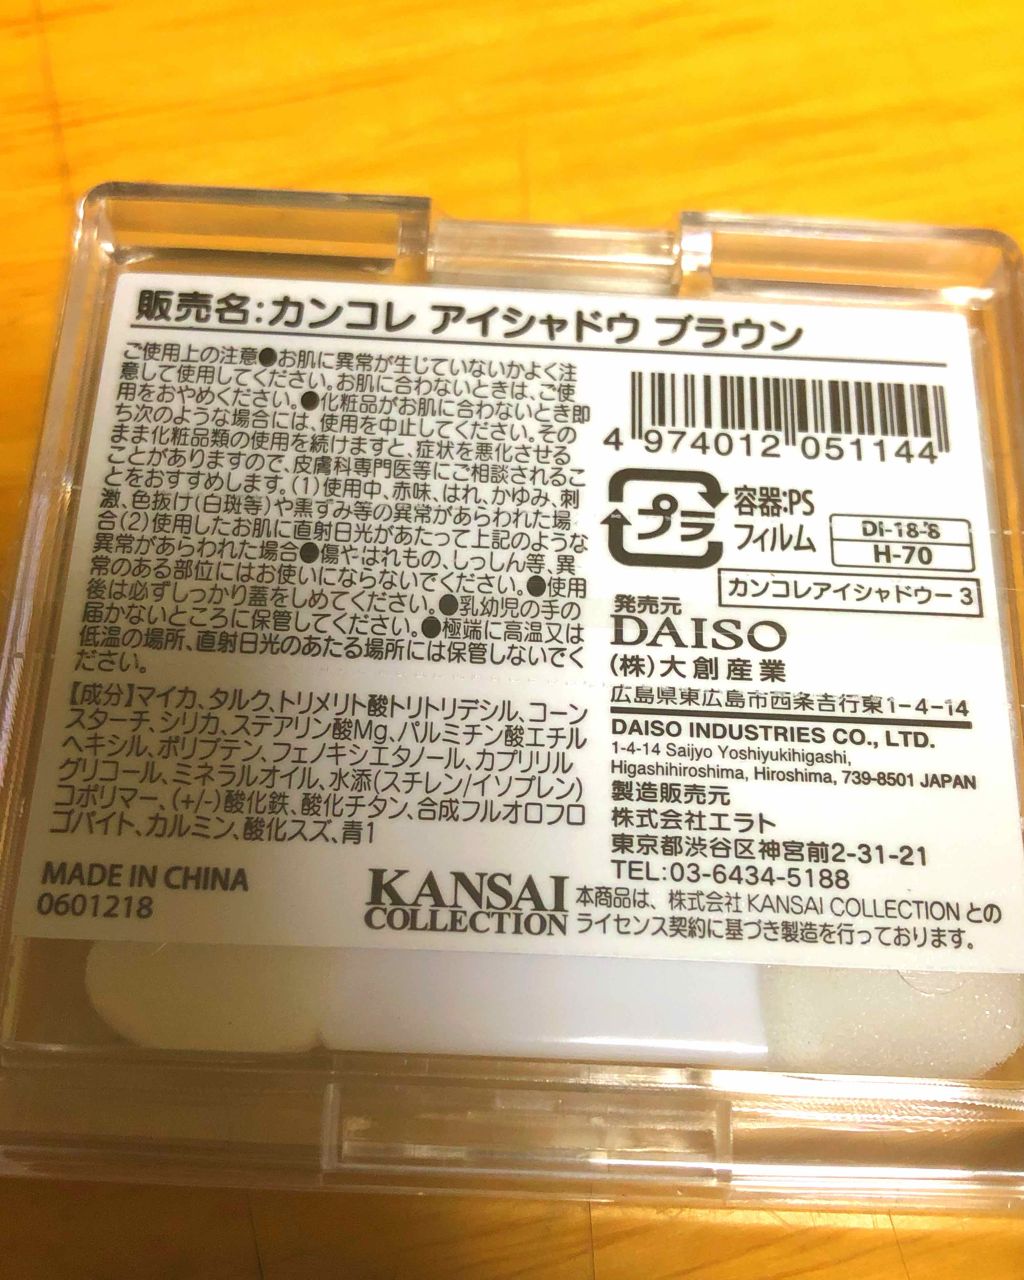 販売名:カンコレ アイシャドウ ブラウン
ご使用上の注意●お肌に異常が生じていないかよく注
意して使用してください。お肌に合わないときは、ご使
用をおやめください。●化粧品がお肌に合わないとき即
ち次のような場合には、使用を中止してください。その
まま化粧品類の使用を続けますと、症状を悪化させる
ことがありますので、皮膚科専門医等にご相談されるこ
とをおすすめします。(1)使用中、赤味、はれ、かゆみ、刺
激、色抜け(白斑等)や黒ずみ等の異常があらわれた場
合(2)使用したお肌に直射日光があたって上記のような
異常があらわれた場合●傷やはれもの、しっしん等、異
常のある部位にはお使いにならないでください。●使用
後は必ずしっかり蓋をしめてください。●乳幼児の手の
届かないところに保管してください。●極端に高温又は
低温の場所、直射日光のあたる場所には保管しないでく
ださい。
【成分】マイカ、タルク、トリメリト酸トリトリデシル、コーン
スターチ、シリカ、ステアリン酸Mg、パルミチン酸エチル
ヘキシル、ポリブテン、フェノキシエタノール、カプリリル
グリコール、ミネラルオイル、水添(スチレン/イソプレン)
コポリマー、(+/-)酸化鉄、酸化チタン、合成フルオロフロ
ゴパイト、カルミン、酸化スズ、青1
MADE IN CHINA
0601218
KANSAI
COLLECTION
4 974012 051144
プラ
容器:PS
フィルム
DI-18-8
H-70
カンコレアイシャドウー 3
発売元
DAISO
(株)大創産業
広島県東広島市西条吉行東1-4-14
DAISO INDUSTRIES CO., LTD.
1-4-14 Saijyo Yoshiyukihigashi,
Higashihiroshima, Hiroshima, 739-8501 JAPAN
製造販売元
株式会社エラト
東京都渋谷区神宮前2-31-21
TEL:03-6434-5188
本商品は、株式会社 KANSAI COLLECTION との
ライセンス契約に基づき製造を行っております。